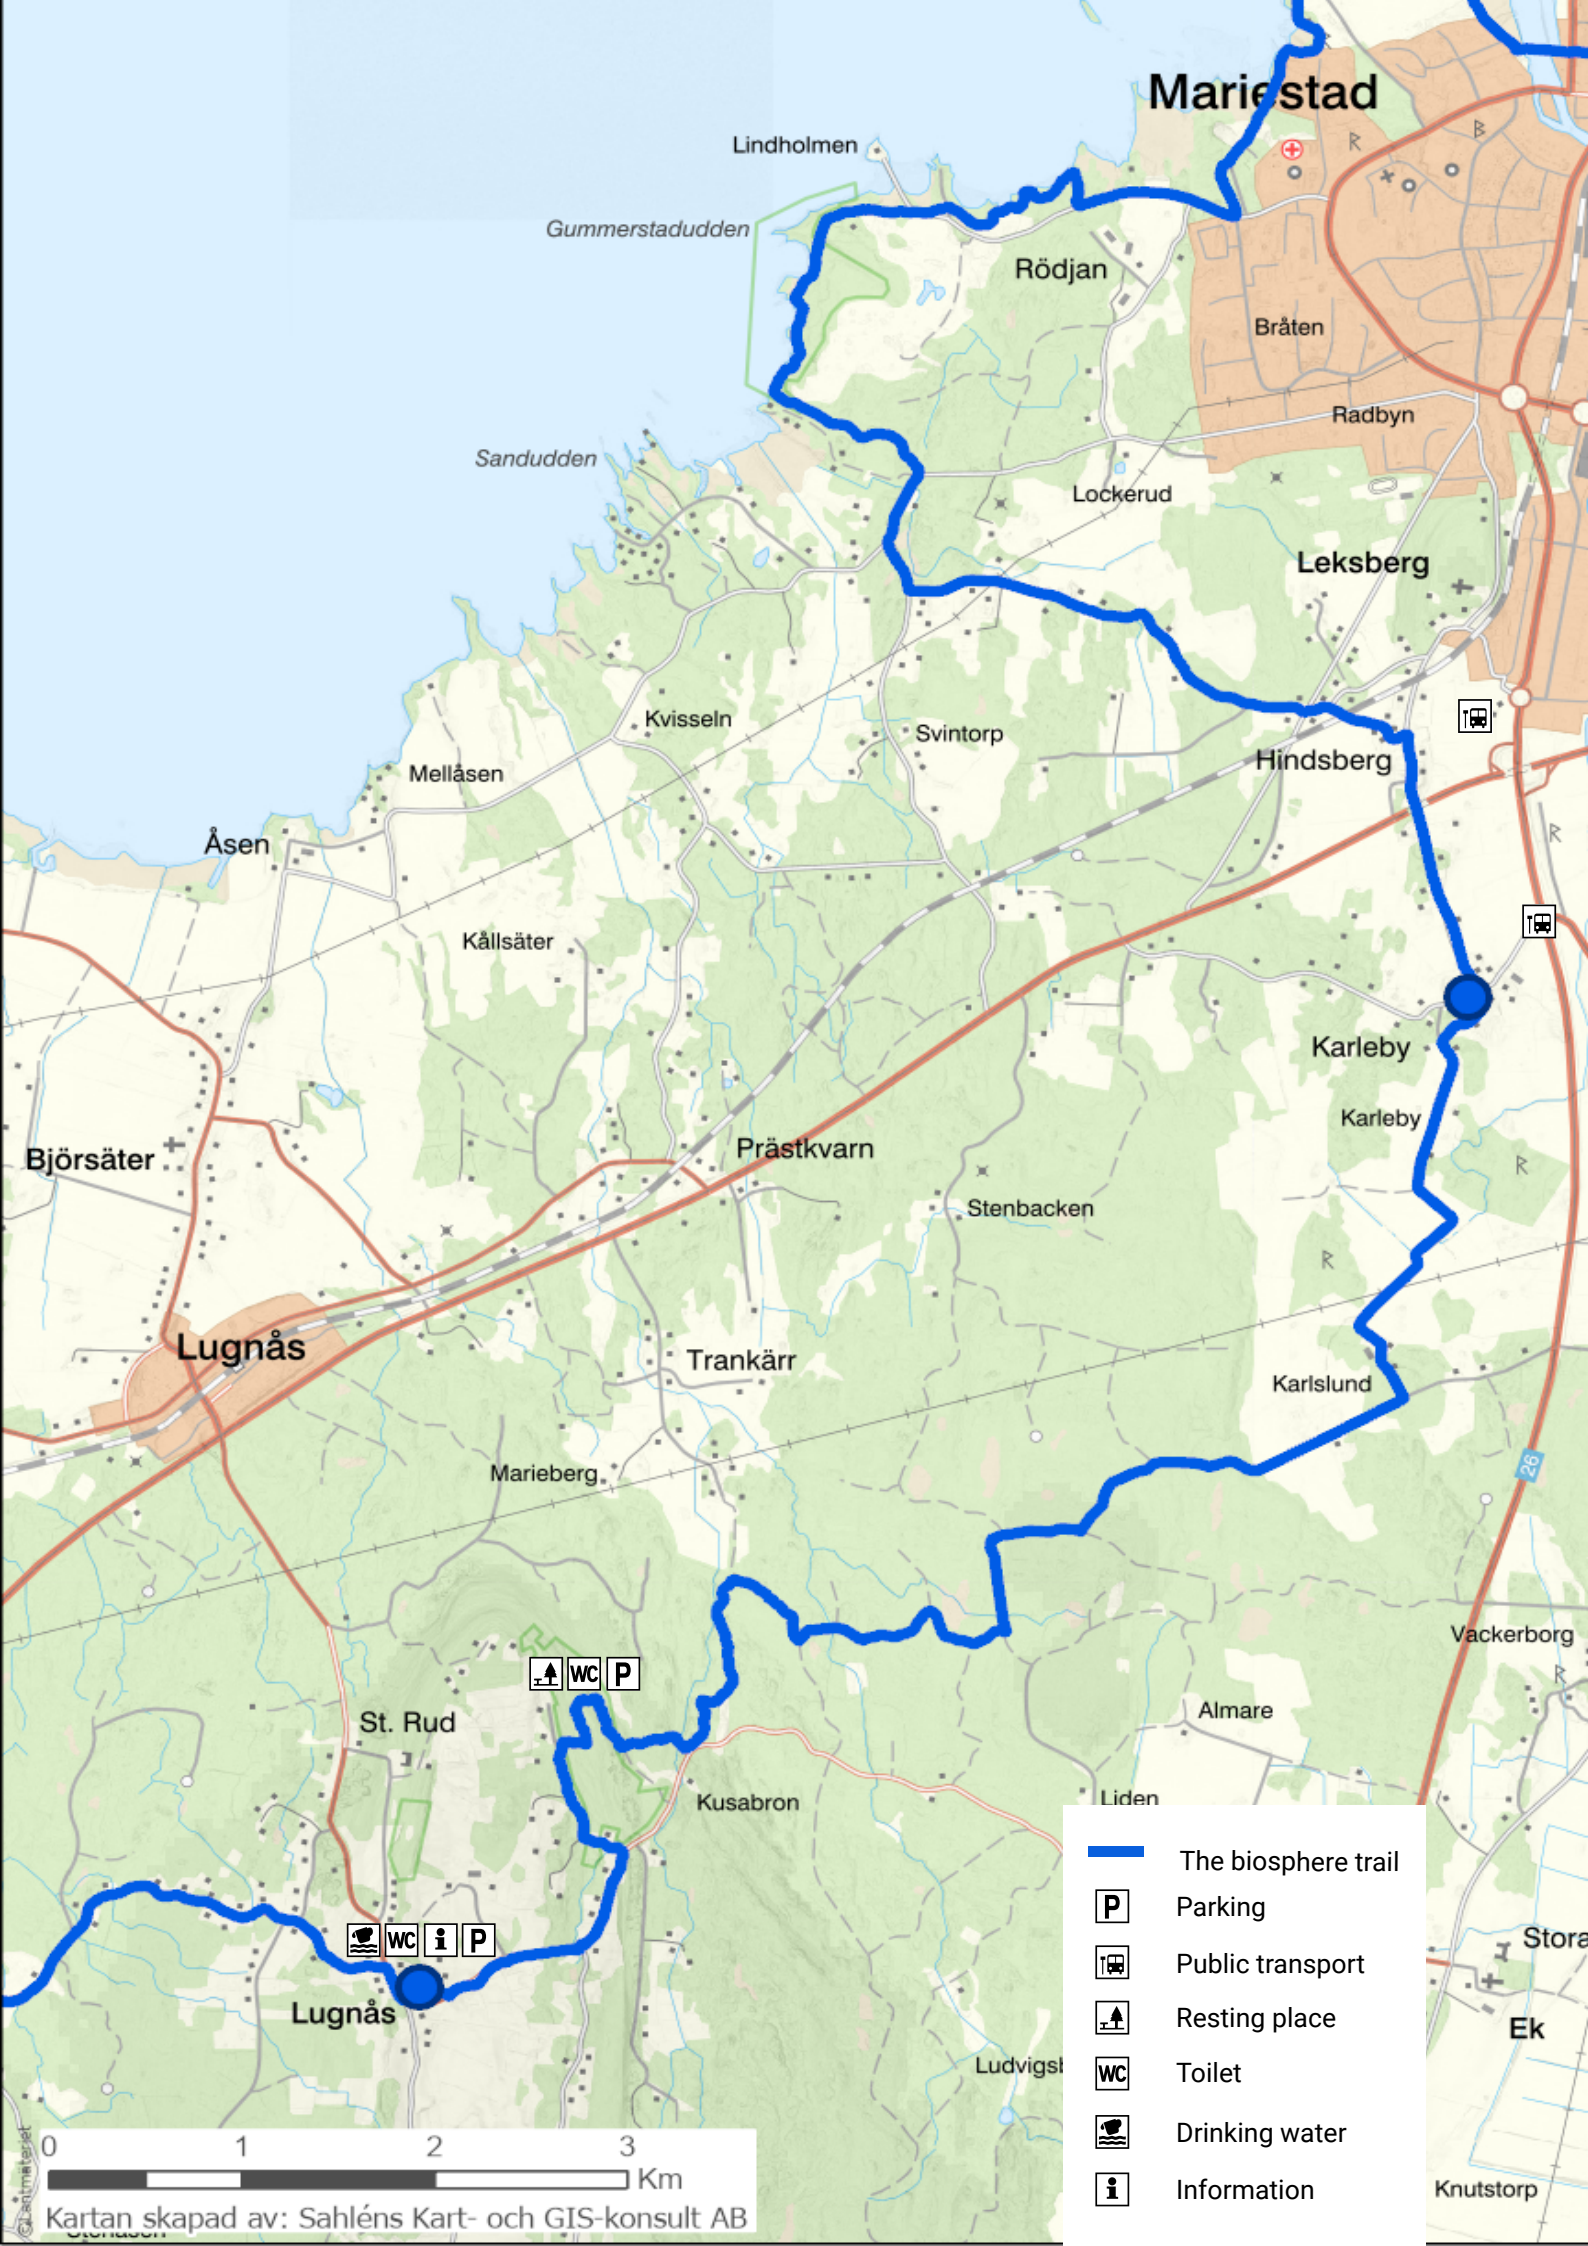 Mariestad
Lindholmen
Gummerstadudden
Rödjan
Bråten
Radbyn
Sandudden
Lockerud
Leksberg
Kvisseln
Svintorp
Hindsberg
Mellåsen
Åsen
Kållsäter
Karleby
Karleby
Björsäter
Prästkvarn
Stenbacken
Lugnås
Trankärr
Karlslund
Marieberg
26
Vackerborg
WC P
St. Rud
Almare
Kusabron
Liden
The biosphere trail
P Parking
WC i P
Public transport
Stora
Lugnås
Resting place
Ek
Ludvigsb
WC Toilet
Drinking water
i Information
Knutstorp
0 1 2 3
Km
Kartan skapad av: Sahléns Kart- och GIS-konsult AB
©Lantmäteriet
R
B
R
R
R
R
R